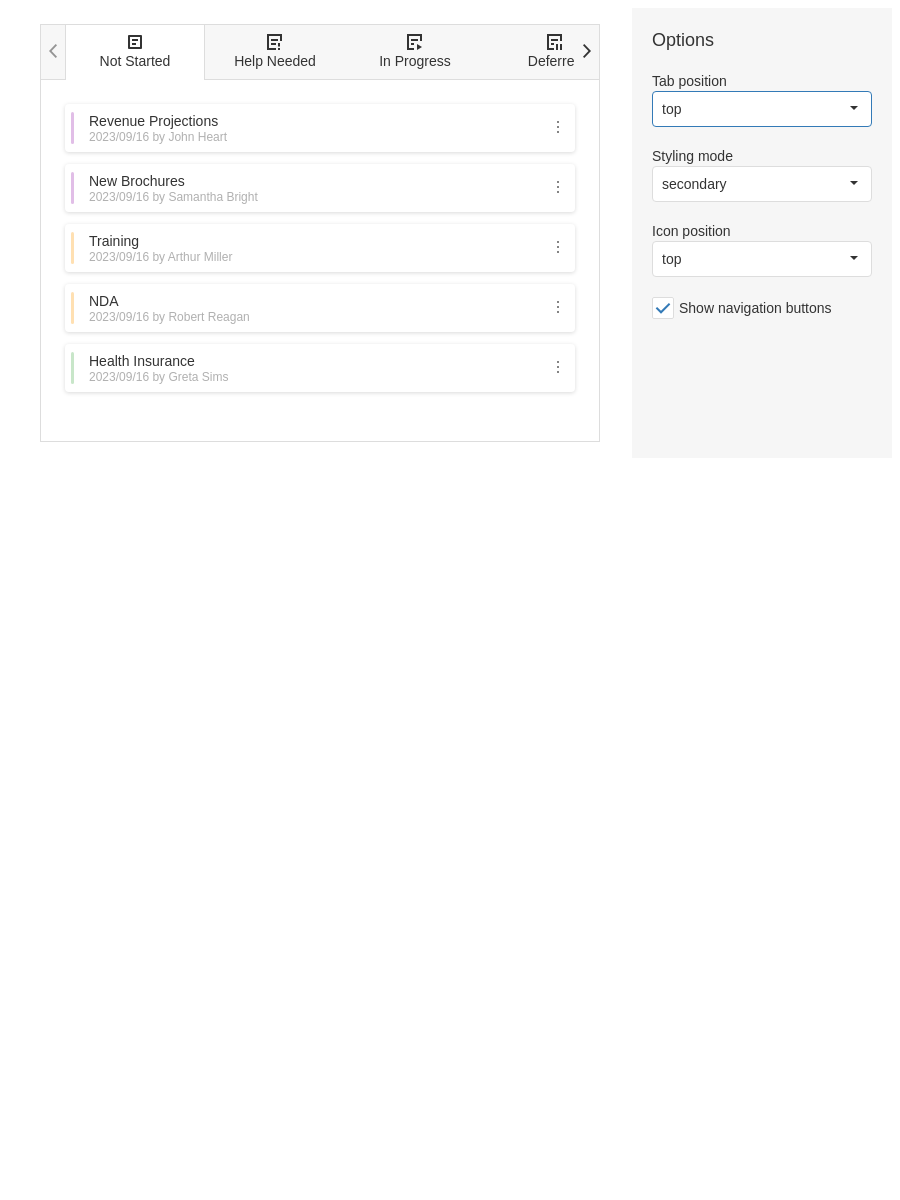 Not Started
Help Needed
In Progress
Deferre
Revenue Projections
2023/09/16 by John Heart
New Brochures
2023/09/16 by Samantha Bright
Training
2023/09/16 by Arthur Miller
NDA
2023/09/16 by Robert Reagan
Health Insurance
2023/09/16 by Greta Sims
Options
Tab position
top
Styling mode
secondary
Icon position
top
Show navigation buttons